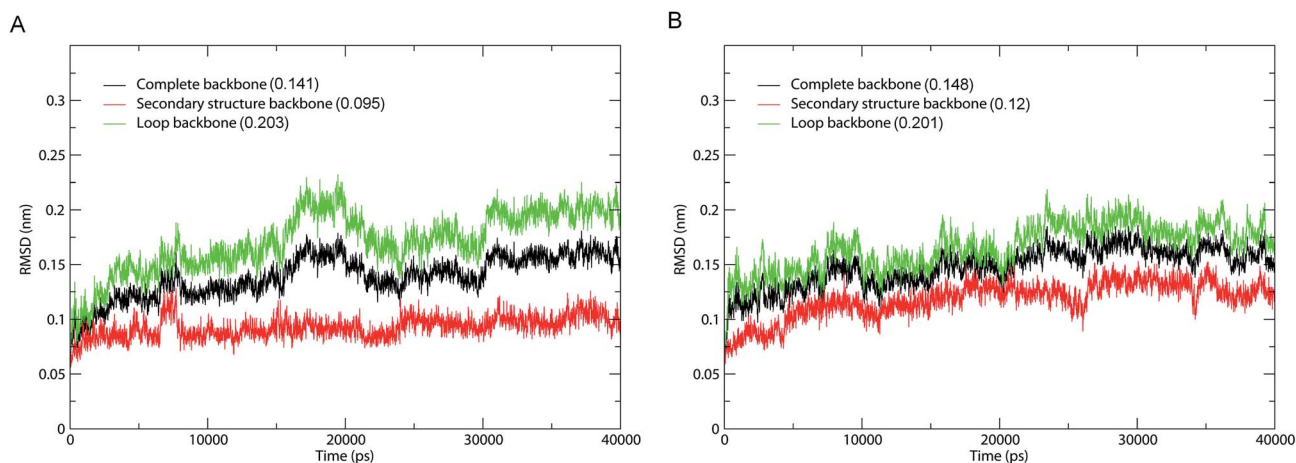 A
Complete backbone (0.141)
Secondary structure backbone (0.095)
Loop backbone (0.203)
0.3
0.25
0.2
0.15
0.1
0.05
0
RMSD (nm)
0 10000 20000 30000 40000
Time (ps)
B
Complete backbone (0.148)
Secondary structure backbone (0.12)
Loop backbone (0.201)
0.3
0.25
0.2
0.15
0.1
0.05
0
RMSD (nm)
0 10000 20000 30000 40000
Time (ps)